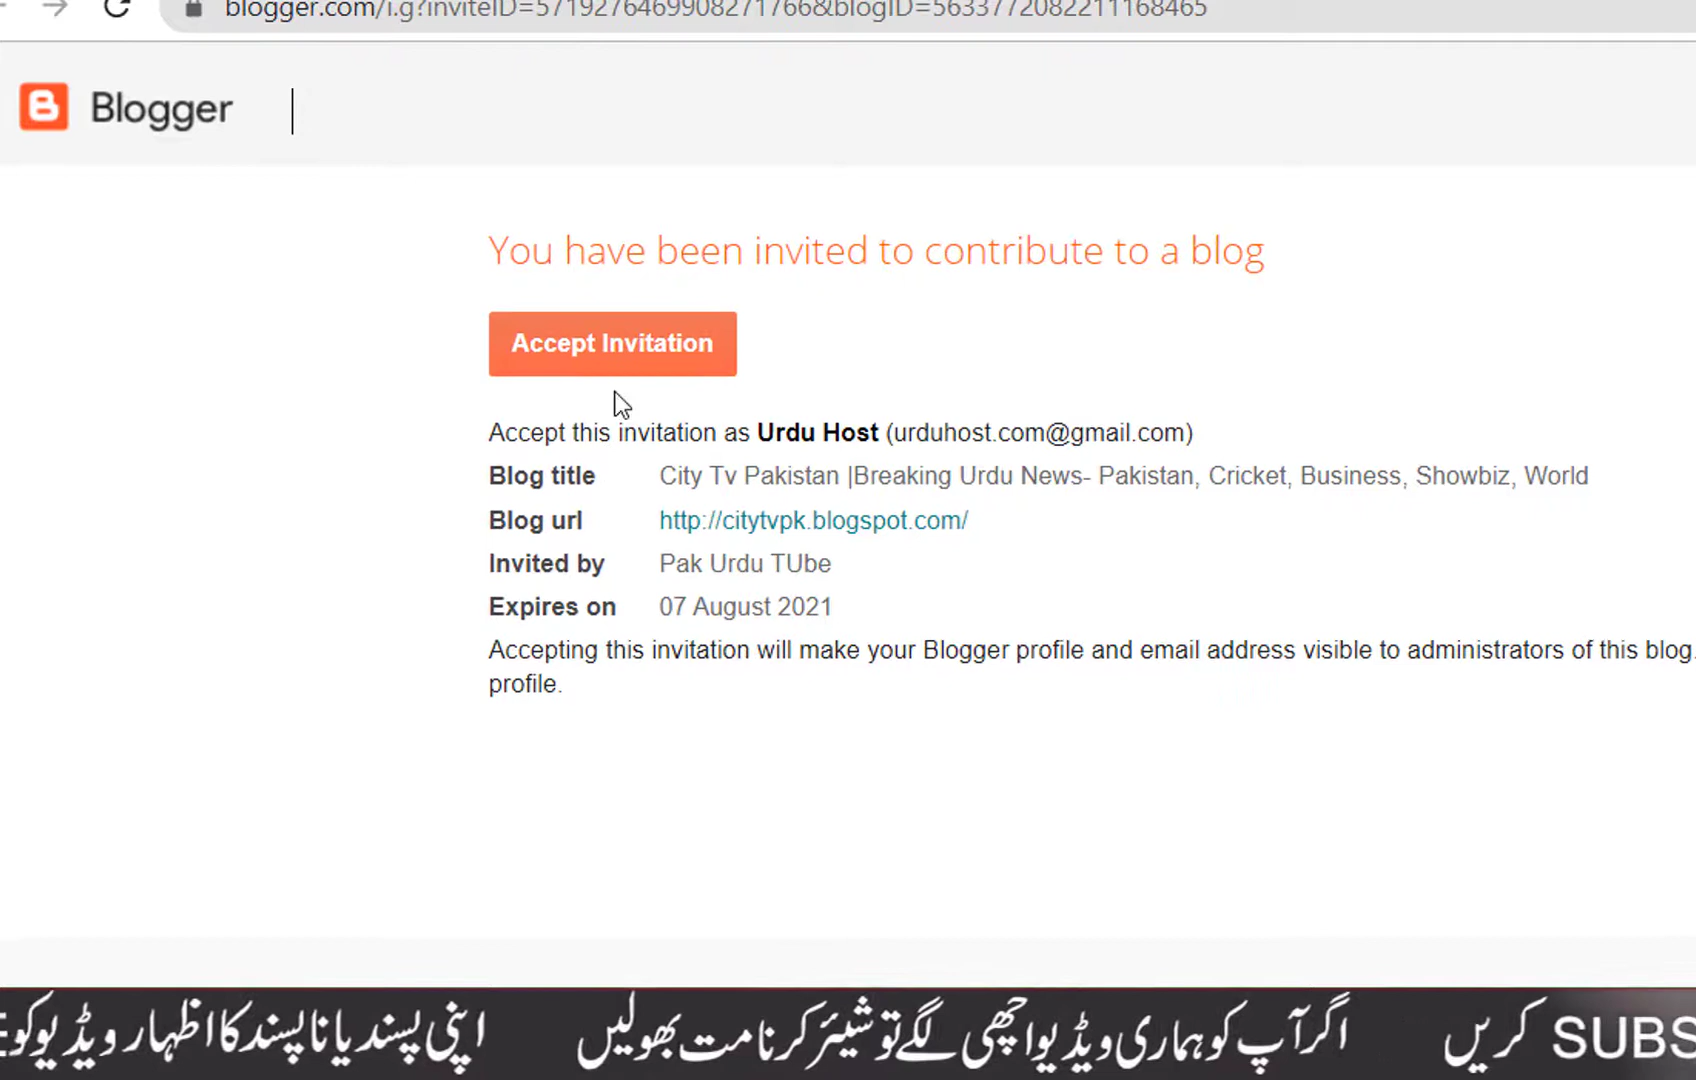 blogger.com/i.g?inviteID=5719276469908271766&blogID=5633772082211168465
Blogger
You have been invited to contribute to a blog
Accept Invitation
Accept this invitation as Urdu Host (urduhost.com@gmail.com)
Blog title City Tv Pakistan |Breaking Urdu News- Pakistan, Cricket, Business, Showbiz, World
Blog url http://citytvpk.blogspot.com/
Invited by Pak Urdu TUbe
Expires on 07 August 2021
Accepting this invitation will make your Blogger profile and email address visible to administrators of this blog.
profile.
SUBS کریں اگر آپ کو ہماری ویڈیو اچھی لگے تو شیئر کرنا مت بھولیں اپنی پسند یا ناپسند کا اظہار ویڈیو کو